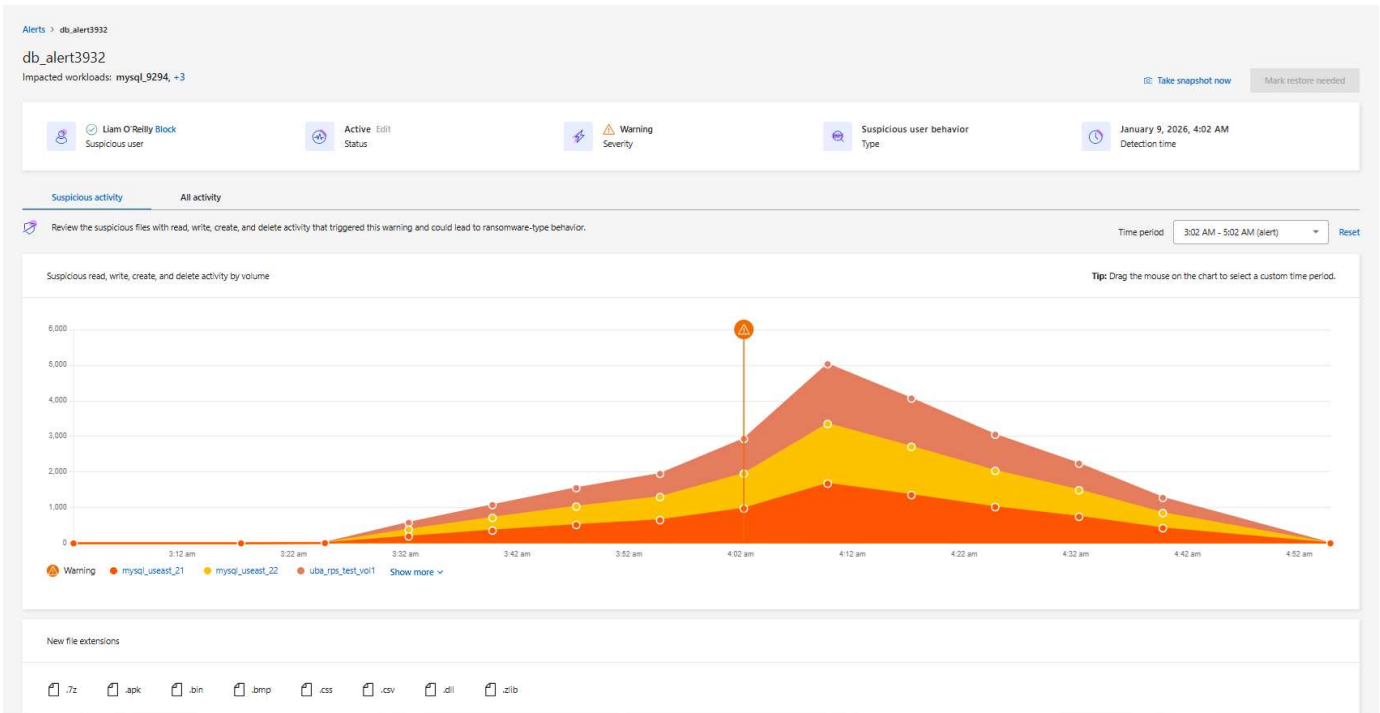 Alerts > db_alert3932
db_alert3932
Impacted workloads: mysql_9294, +3
Take snapshot now
Mark restore needed
Liam O'Reilly Block
Suspicious user
Active Edit
Status
Warning
Severity
Suspicious user behavior
Type
January 9, 2026, 4:02 AM
Detection time
Suspicious activity
All activity
Review the suspicious files with read, write, create, and delete activity that triggered this warning and could lead to ransomware-type behavior.
Time period
3:02 AM - 5:02 AM (alert)
Reset
Suspicious read, write, create, and delete activity by volume
Tip: Drag the mouse on the chart to select a custom time period.
6,000
5,000
4,000
3,000
2,000
1,000
0
3:12 am 3:22 am 3:32 am 3:42 am 3:52 am 4:02 am 4:12 am 4:22 am 4:32 am 4:42 am 4:52 am
Warning mysql_useast_21 mysql_useast_22 uba_rps_test_vol1 Show more
New file extensions
.7z .apk .bin .bmp .css .csv .dll .zlib